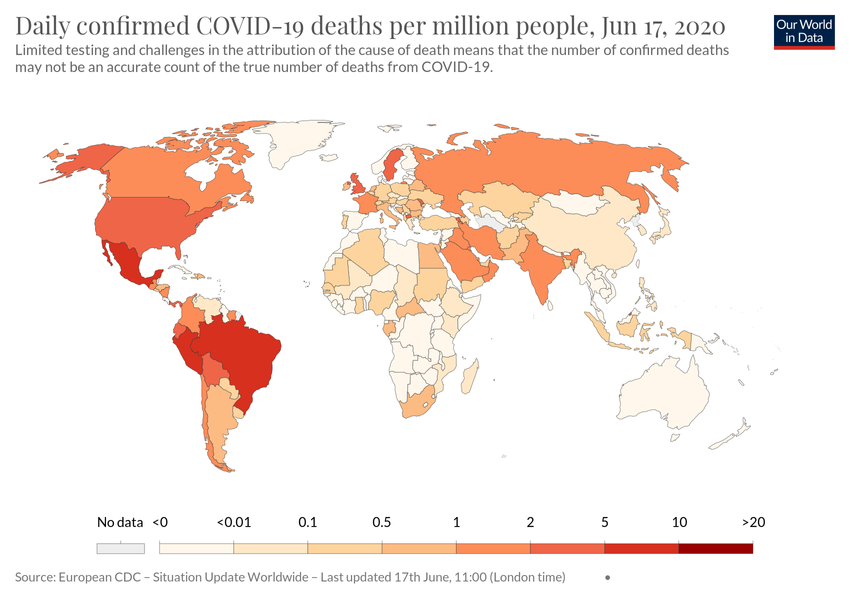 Daily confirmed COVID-19 deaths per million people, Jun 17, 2020
Our World
in Data
Limited testing and challenges in the attribution of the cause of death means that the number of confirmed deaths
may not be an accurate count of the true number of deaths from COVID-19.
No data <0 <0.01 0.1 0.5 1 2 5 10 >20
Source: European CDC – Situation Update Worldwide – Last updated 17th June, 11:00 (London time) •